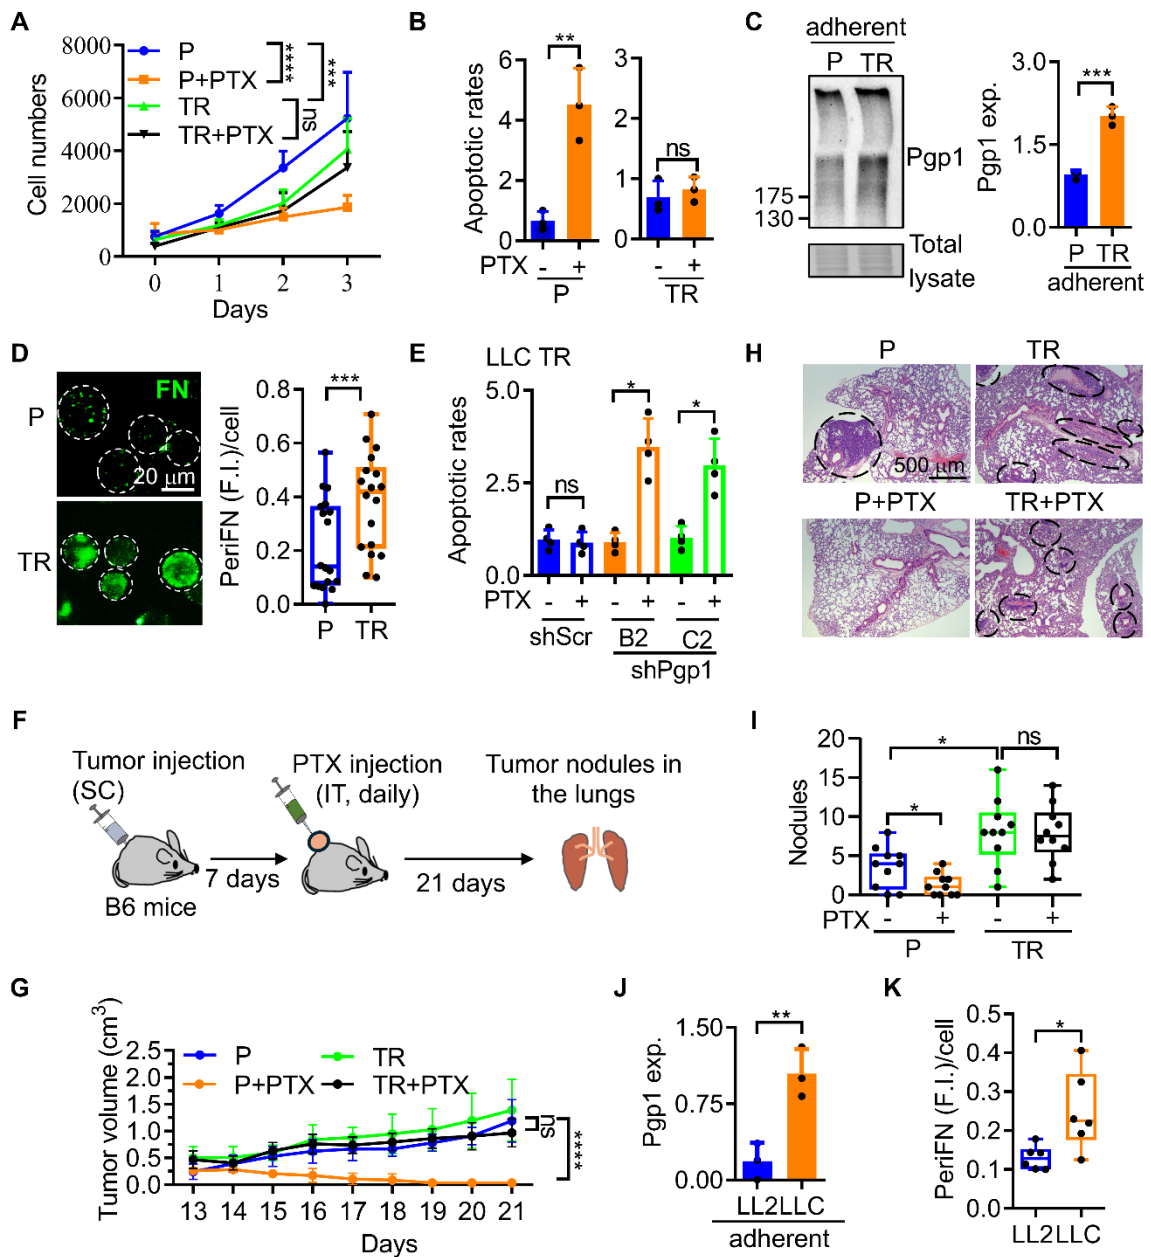 A
8000
6000
4000
2000
0
Cell numbers
P
P+PTX
TR
TR+PTX
****
***
ns
0 1 2 3
Days
B
Apoptotic rates
6
4
2
0
**
3
2
1
0
ns
PTX - + - +
P TR
C
adherent
P TR
Pgp1
175
130
Total
lysate
Pgp1 exp.
3.0
1.5
0.0
***
P TR
adherent
D
P
FN
20 µm
TR
PeriFN (F.I.)/cell
0.8
0.6
0.4
0.2
0.0
***
P TR
E
LLC TR
Apoptotic rates
5.0
2.5
0
ns
*
*
PTX - + - + - +
shScr B2 C2
shPgp1
H
P TR
500 µm
P+PTX TR+PTX
F
Tumor injection
(SC)
B6 mice
7 days
PTX injection
(IT, daily)
21 days
Tumor nodules in
the lungs
I
Nodules
20
15
10
5
0
*
*
ns
PTX - + - +
P TR
G
Tumor volume (cm³)
2.5
2.0
1.5
1.0
0.5
0.0
P
TR
P+PTX
TR+PTX
ns
****
13 14 15 16 17 18 19 20 21
Days
J
Pgp1 exp.
1.50
0.75
0.00
**
LL2LLC
adherent
K
PeriFN (F.I.)/cell
0.5
0.4
0.3
0.2
0.1
0.0
*
LL2LLC